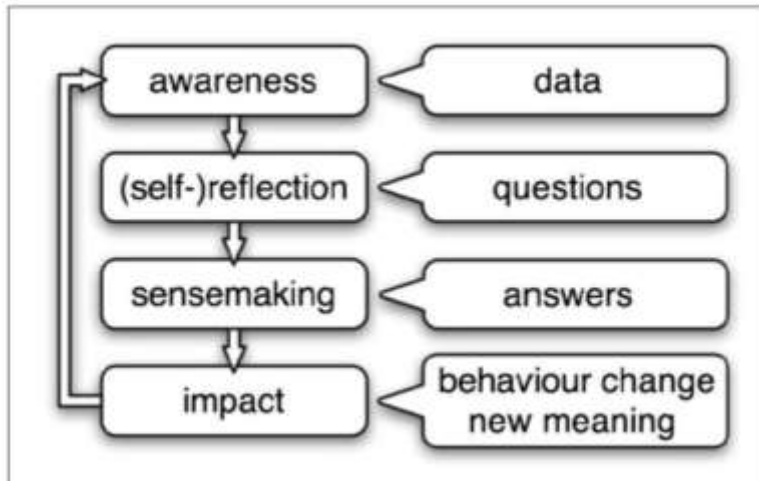 awareness
data
(self-)reflection
questions
sensemaking
answers
impact
behaviour change
new meaning